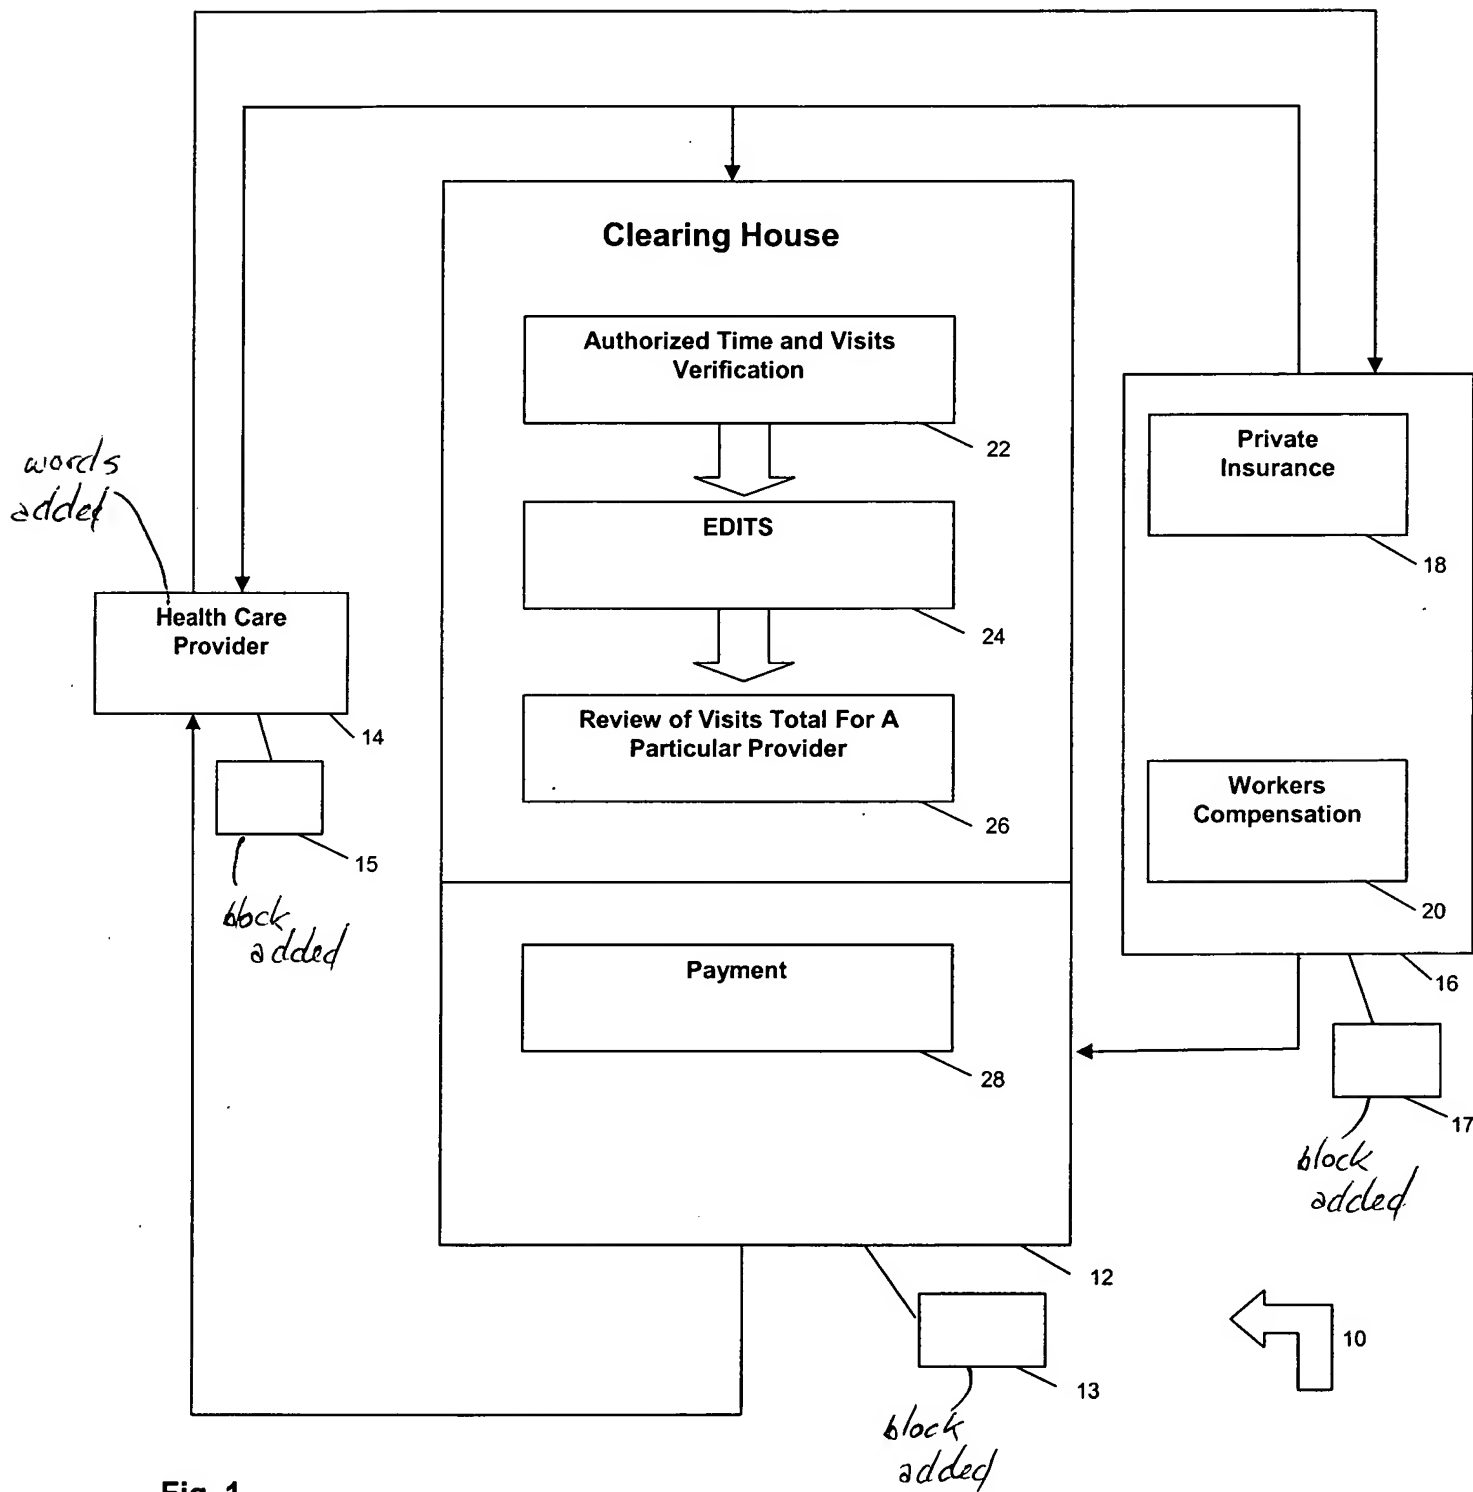 Clearing House
Authorized Time and Visits
Verification
22
Private
Insurance
18
words
added
EDITS
24
Health Care
Provider
14
Review of Visits Total For A
Particular Provider
26
15
block
added
Workers
Compensation
20
16
Payment
28
17
block
added
12
10
13
block
added
Fig. 1